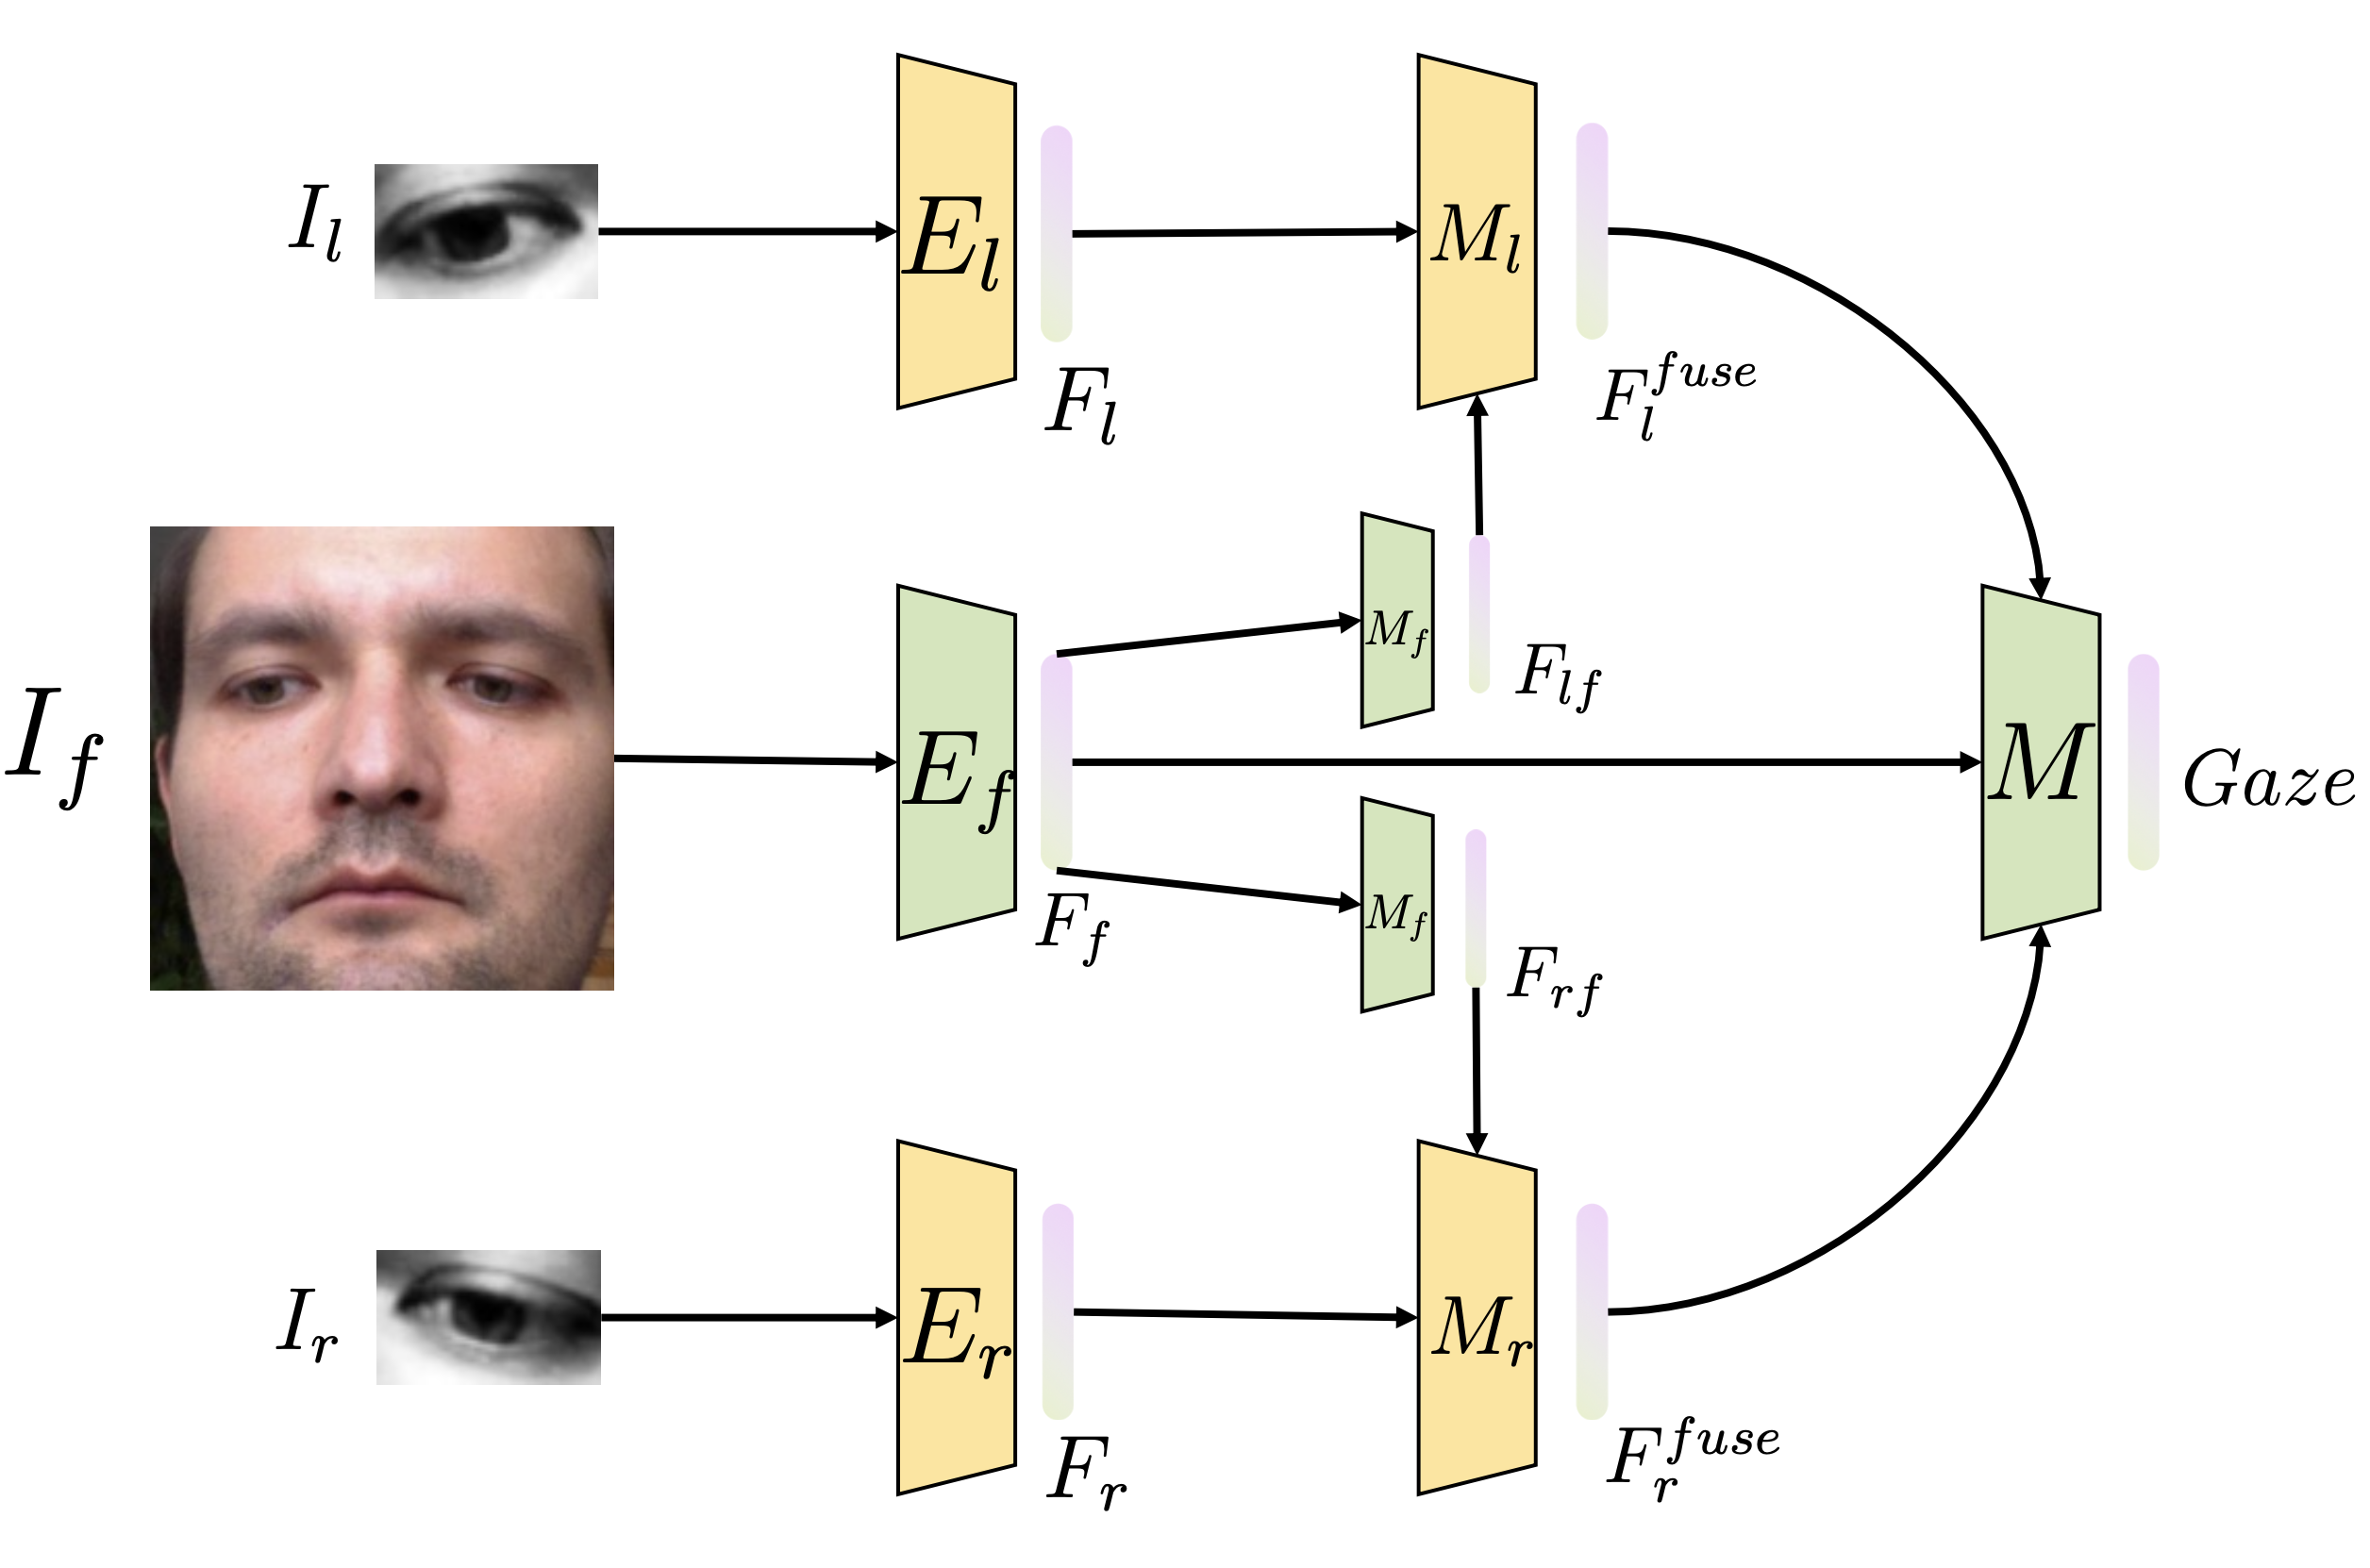 I_l
E_l
F_l
M_l
F_l^{fuse}
I_f
E_f
F_f
M_f
F_{lf}
M_f
F_{rf}
M
Gaze
I_r
E_r
F_r
M_r
F_r^{fuse}